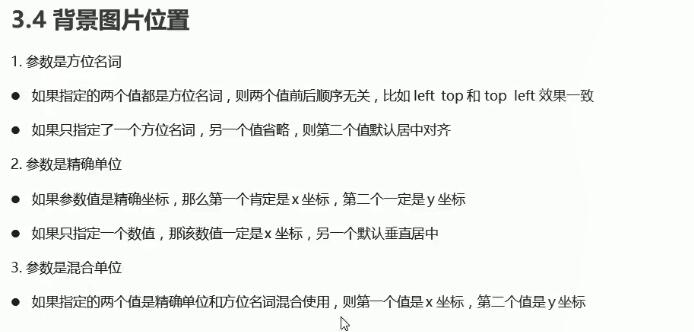 3.4 背景图片位置
1. 参数是方位名词
● 如果指定的两个值都是方位名词，则两个值前后顺序无关，比如 left top 和 top left 效果一致
● 如果只指定了一个方位名词，另一个值省略，则第二个值默认居中对齐
2. 参数是精确单位
● 如果参数值是精确坐标，那么第一个肯定是 x 坐标，第二个一定是 y 坐标
● 如果只指定一个数值，那该数值一定是 x 坐标，另一个默认垂直居中
3. 参数是混合单位
● 如果指定的两个值是精确单位和方位名词混合使用，则第一个值是 x 坐标，第二个值是 y 坐标